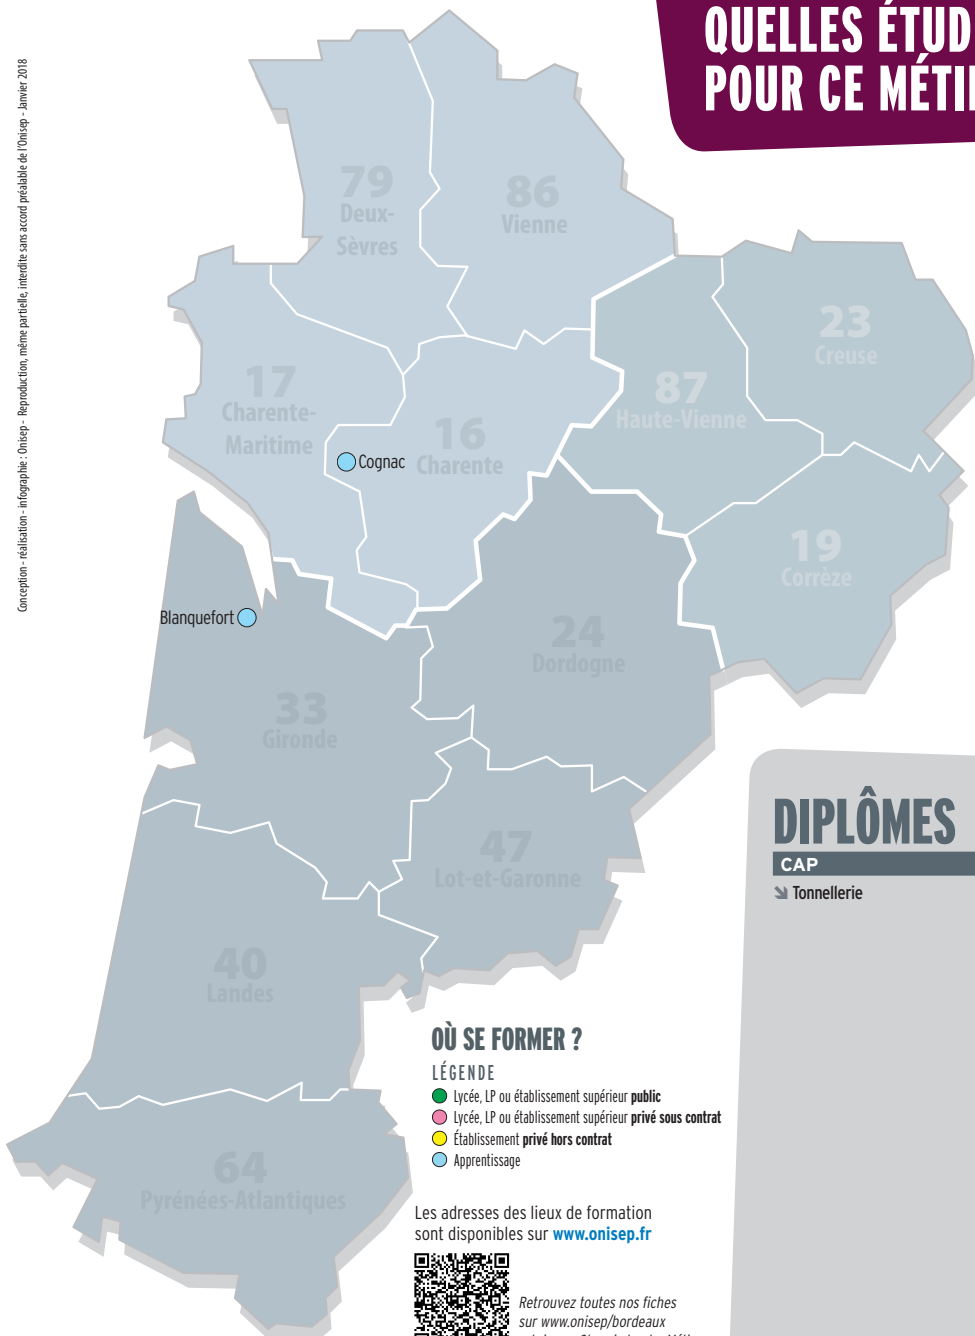 QUELLES ÉTUD
POUR CE MÉTI
Conception - réalisation - infographie : Onisep - Reproduction, même partielle, interdite sans accord préalable de l'Onisep - Janvier 2018
79
Deux-
Sèvres
86
Vienne
23
Creuse
17
Charente-
Maritime
87
Haute-Vienne
16
Charente
Cognac
19
Corrèze
Blanquefort
24
Dordogne
33
Gironde
47
Lot-et-Garonne
40
Landes
64
Pyrénées-Atlantiques
DIPLÔMES
CAP
Tonnellerie
OÙ SE FORMER ?
LÉGENDE
Lycée, LP ou établissement supérieur public
Lycée, LP ou établissement supérieur privé sous contrat
Établissement privé hors contrat
Apprentissage
Les adresses des lieux de formation
sont disponibles sur www.onisep.fr
Retrouvez toutes nos fiches
sur www.onisep/bordeaux